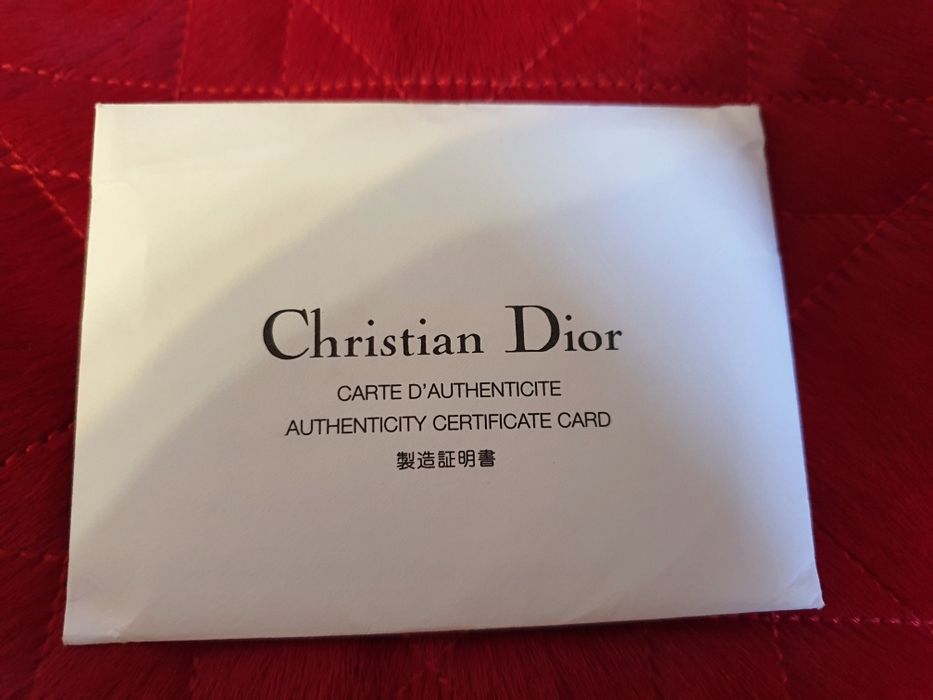 Christian Dior
CARTE D'AUTHENTICITE
AUTHENTICITY CERTIFICATE CARD
製造証明書